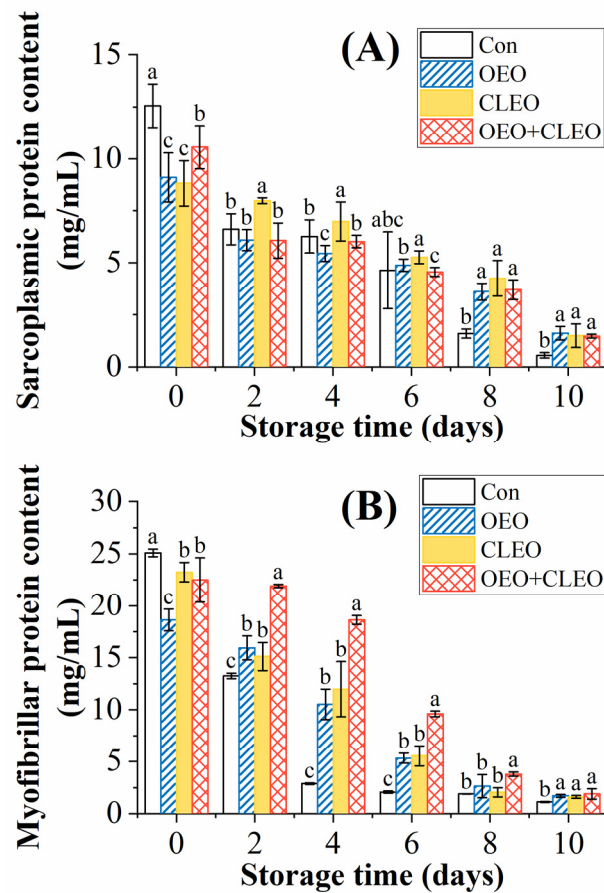 (A)
Con
OEO
CLEO
OEO+CLEO
Sarcoplasmic protein content
(mg/mL)
15
10
5
0
a c c b
b b a b
b c a b
abc b c a c
b a a a
b a a a
0 2 4 6 8 10
Storage time (days)
(B)
Con
OEO
CLEO
OEO+CLEO
Myofibrillar protein content
(mg/mL)
30
25
20
15
10
5
0
a c b b
c b b a
c b b a
c b b a
b b b a
b a a a
0 2 4 6 8 10
Storage time (days)